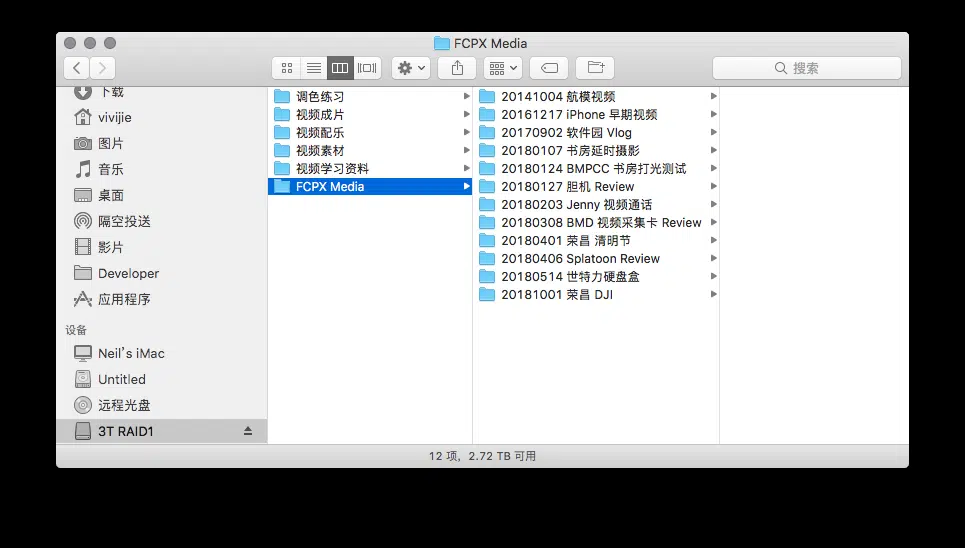 FCPX Media
搜索
下载
vivijie
图片
音乐
桌面
隔空投送
影片
Developer
应用程序
设备
Neil's iMac
Untitled
远程光盘
3T RAID1
调色练习
视频成片
视频配乐
视频素材
视频学习资料
FCPX Media
20141004 航模视频
20161217 iPhone 早期视频
20170902 软件园 Vlog
20180107 书房延时摄影
20180124 BMPCC 书房打光测试
20180127 胆机 Review
20180203 Jenny 视频通话
20180308 BMD 视频采集卡 Review
20180401 荣昌 清明节
20180406 Splatoon Review
20180514 世特力硬盘盒
20181001 荣昌 DJI
12 项，2.72 TB 可用